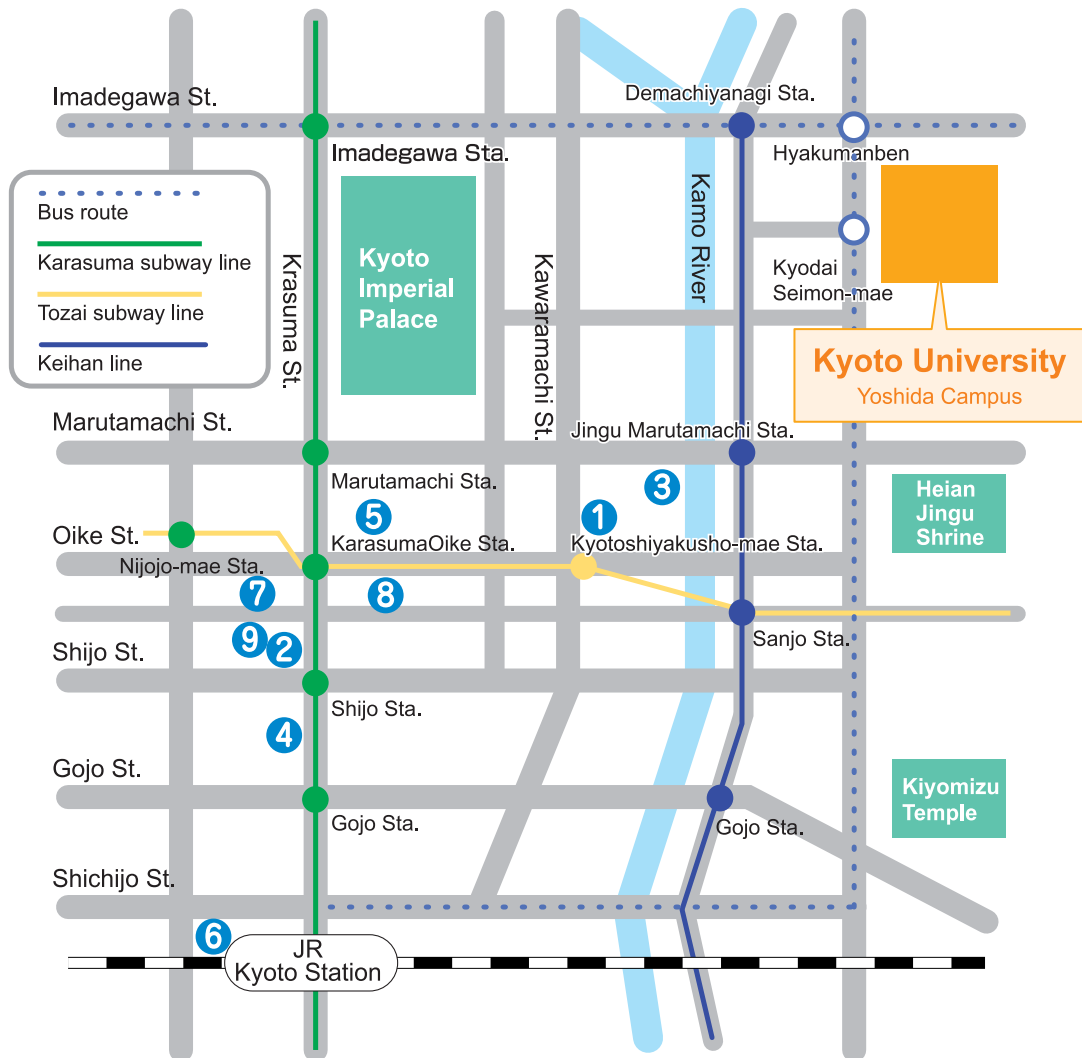 Imadegawa St.
Demachiyanagi Sta.
Imadegawa Sta.
Hyakumanben
Bus route
Karasuma subway line
Tozai subway line
Keihan line
Krasuma St.
Kyoto
Imperial
Palace
Kawaramachi St.
Kamo River
Kyodai
Seimon-mae
Kyoto University
Yoshida Campus
Marutamachi St.
Jingu Marutamachi Sta.
Marutamachi Sta.
3
Heian
Jingu
Shrine
5
1
Oike St.
KarasumaOike Sta.
Kyotoshiyakusho-mae Sta.
Nijojo-mae Sta.
7
8
9
2
Sanjo Sta.
Shijo St.
Shijo Sta.
4
Gojo St.
Kiyomizu
Temple
Gojo Sta.
Gojo Sta.
Shichijo St.
6
JR
Kyoto Station